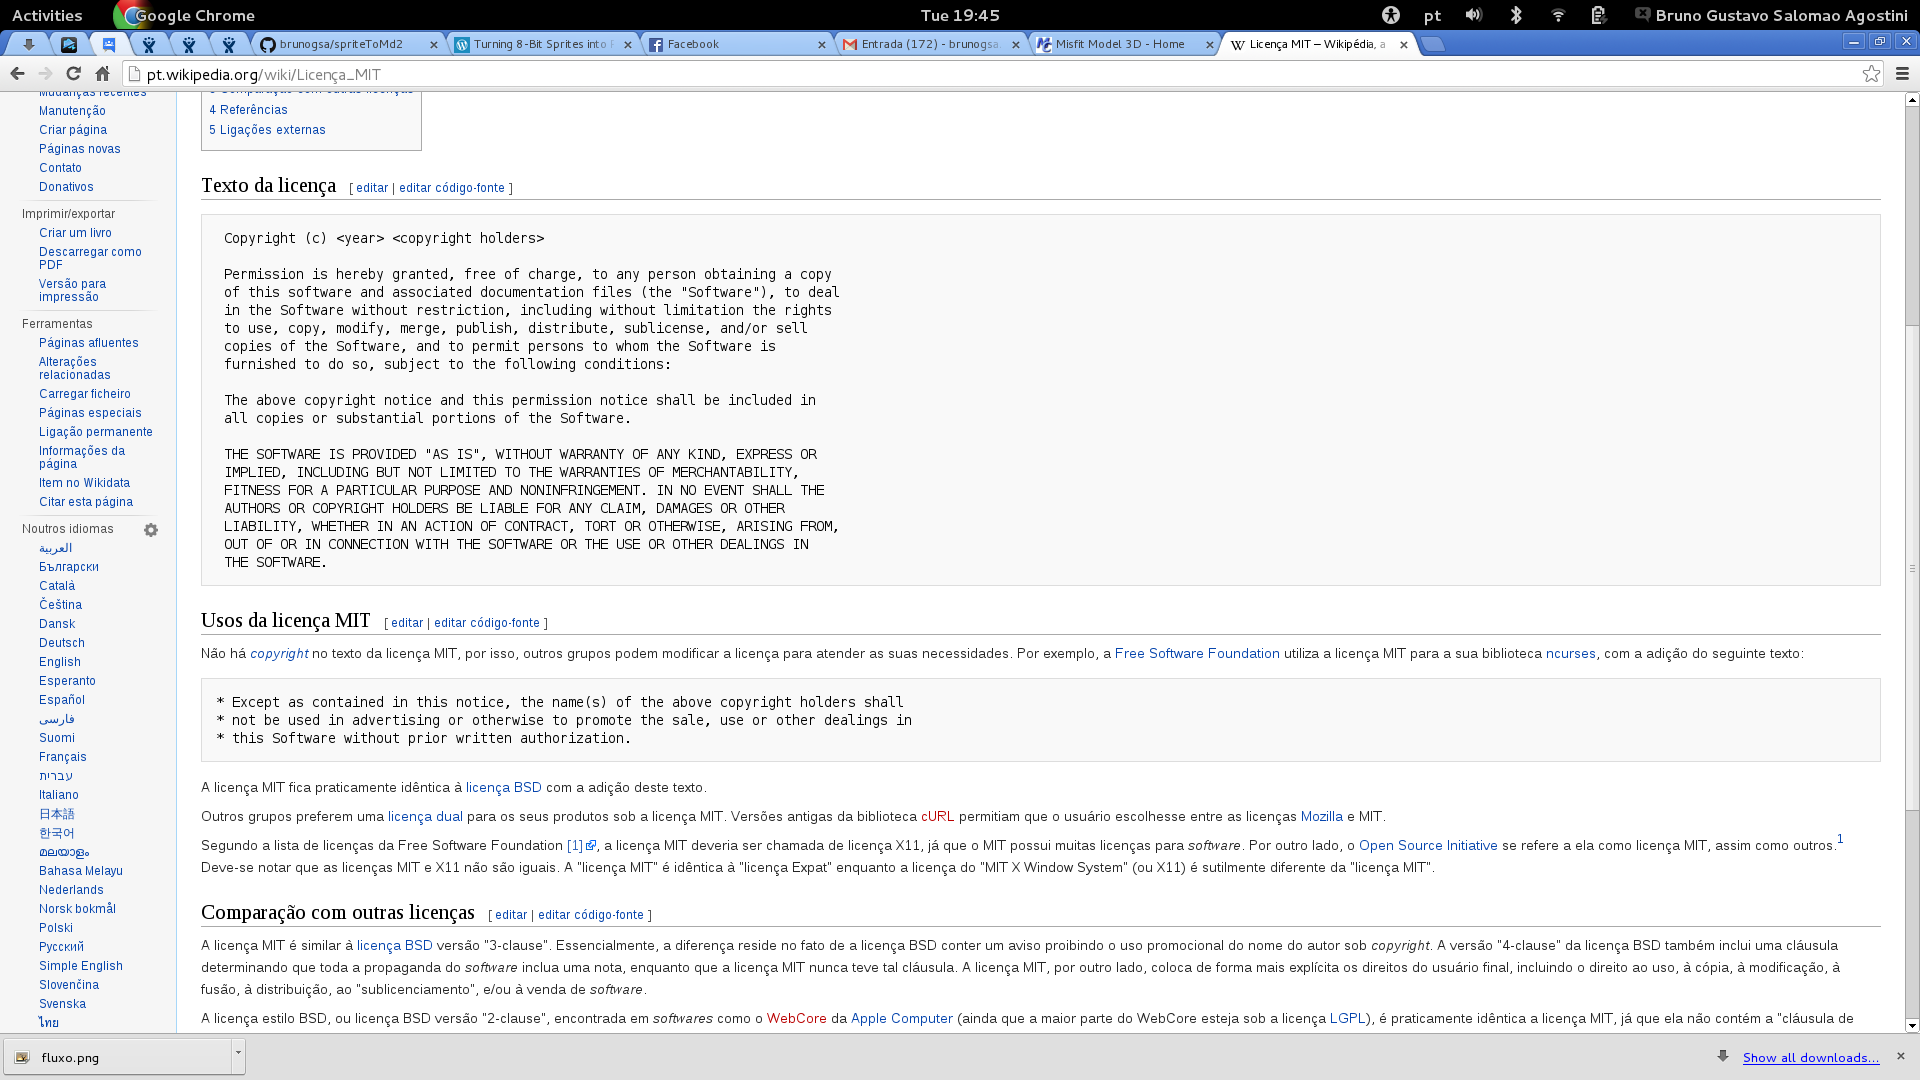 Activities
Google Chrome
Tue 19:45
pt
Bruno Gustavo Salomao Agostini
brunogsa/spriteToMd2
Turning 8-Bit Sprites into
Facebook
Entrada (172) - brunogsa.
Misfit Model 3D - Home
Licença MIT – Wikipédia, a
pt.wikipedia.org/wiki/Licença_MIT
Mudanças recentes
Manutenção
Criar página
Páginas novas
Contato
Donativos
Imprimir/exportar
Criar um livro
Descarregar como
PDF
Versão para
impressão
Ferramentas
Páginas afluentes
Alterações
relacionadas
Carregar ficheiro
Páginas especiais
Ligação permanente
Informações da
página
Item no Wikidata
Citar esta página
Noutros idiomas
العربية
Български
Català
Čeština
Dansk
Deutsch
English
Esperanto
Español
فارسی
Suomi
Français
עברית
Italiano
日本語
한국어
മലയാളം
Bahasa Melayu
Nederlands
Norsk bokmål
Polski
Русский
Simple English
Slovenčina
Svenska
ไทย
3 Comparação com outras licenças
4 Referências
5 Ligações externas
Texto da licença [ editar | editar código-fonte ]
Copyright (c) <year> <copyright holders>
Permission is hereby granted, free of charge, to any person obtaining a copy
of this software and associated documentation files (the "Software"), to deal
in the Software without restriction, including without limitation the rights
to use, copy, modify, merge, publish, distribute, sublicense, and/or sell
copies of the Software, and to permit persons to whom the Software is
furnished to do so, subject to the following conditions:
The above copyright notice and this permission notice shall be included in
all copies or substantial portions of the Software.
THE SOFTWARE IS PROVIDED "AS IS", WITHOUT WARRANTY OF ANY KIND, EXPRESS OR
IMPLIED, INCLUDING BUT NOT LIMITED TO THE WARRANTIES OF MERCHANTABILITY,
FITNESS FOR A PARTICULAR PURPOSE AND NONINFRINGEMENT. IN NO EVENT SHALL THE
AUTHORS OR COPYRIGHT HOLDERS BE LIABLE FOR ANY CLAIM, DAMAGES OR OTHER
LIABILITY, WHETHER IN AN ACTION OF CONTRACT, TORT OR OTHERWISE, ARISING FROM,
OUT OF OR IN CONNECTION WITH THE SOFTWARE OR THE USE OR OTHER DEALINGS IN
THE SOFTWARE.
Usos da licença MIT [ editar | editar código-fonte ]
Não há copyright no texto da licença MIT, por isso, outros grupos podem modificar a licença para atender as suas necessidades. Por exemplo, a Free Software Foundation utiliza a licença MIT para a sua biblioteca ncurses, com a adição do seguinte texto:
* Except as contained in this notice, the name(s) of the above copyright holders shall
* not be used in advertising or otherwise to promote the sale, use or other dealings in
* this Software without prior written authorization.
A licença MIT fica praticamente idêntica à licença BSD com a adição deste texto.
Outros grupos preferem uma licença dual para os seus produtos sob a licença MIT. Versões antigas da biblioteca cURL permitiam que o usuário escolhesse entre as licenças Mozilla e MIT.
Segundo a lista de licenças da Free Software Foundation [1], a licença MIT deveria ser chamada de licença X11, já que o MIT possui muitas licenças para software. Por outro lado, o Open Source Initiative se refere a ela como licença MIT, assim como outros.1
Deve-se notar que as licenças MIT e X11 não são iguais. A "licença MIT" é idêntica à "licença Expat" enquanto a licença do "MIT X Window System" (ou X11) é sutilmente diferente da "licença MIT".
Comparação com outras licenças [ editar | editar código-fonte ]
A licença MIT é similar à licença BSD versão "3-clause". Essencialmente, a diferença reside no fato de a licença BSD conter um aviso proibindo o uso promocional do nome do autor sob copyright. A versão "4-clause" da licença BSD também inclui uma cláusula
determinando que toda a propaganda do software inclua uma nota, enquanto que a licença MIT nunca teve tal cláusula. A licença MIT, por outro lado, coloca de forma mais explícita os direitos do usuário final, incluindo o direito ao uso, à cópia, à modificação, à
fusão, à distribuição, ao "sublicenciamento", e/ou à venda de software.
A licença estilo BSD, ou licença BSD versão "2-clause", encontrada em softwares como o WebCore da Apple Computer (ainda que a maior parte do WebCore esteja sob a licença LGPL), é praticamente idêntica a licença MIT, já que ela não contém a "cláusula de
fluxo.png
Show all downloads...